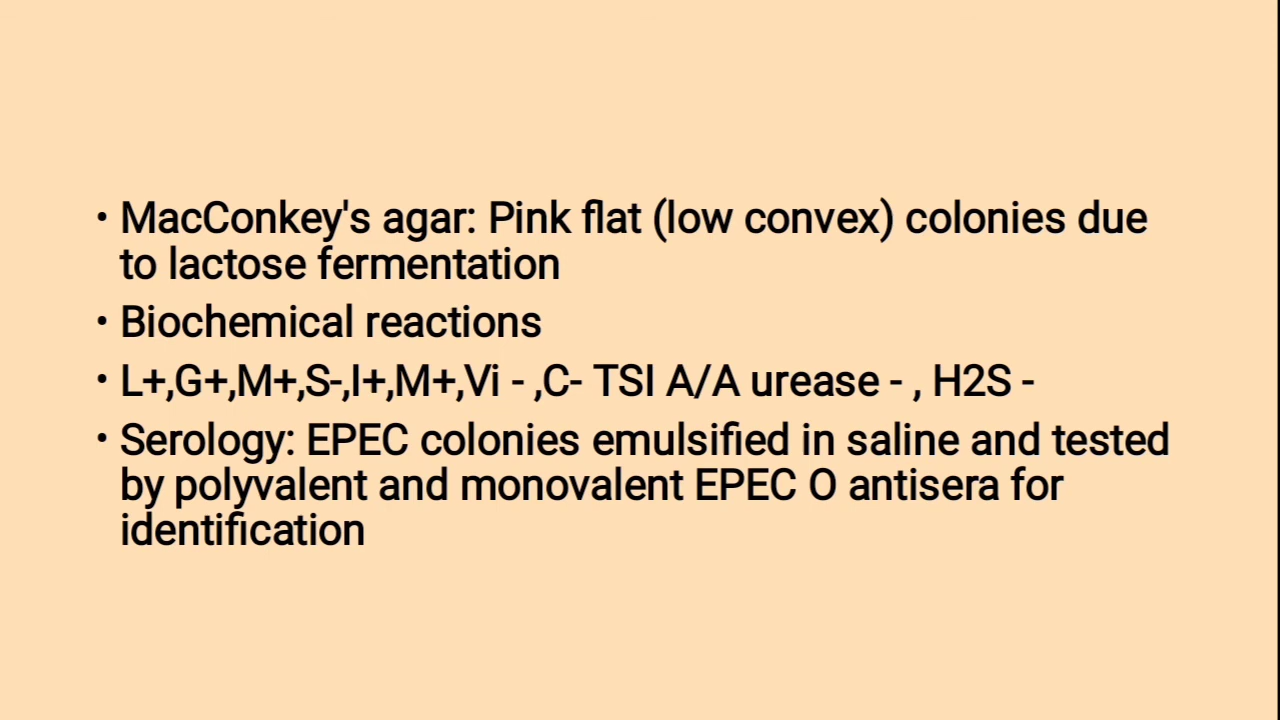 • MacConkey's agar: Pink flat (low convex) colonies due
to lactose fermentation
• Biochemical reactions
• L+,G+,M+,S-,I+,M+,Vi - ,C- TSI A/A urease - , H2S -
• Serology: EPEC colonies emulsified in saline and tested
by polyvalent and monovalent EPEC O antisera for
identification